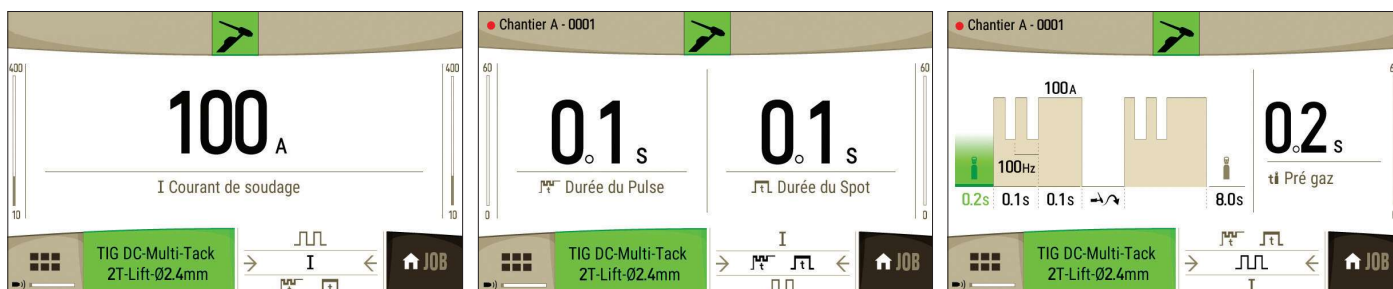 400
400
100 A
I Courant de soudage
10
10
TIG DC-Multi-Tack
2T-Lift-Ø2.4mm
I
t
JOB
Chantier A - 0001
60
60
0.1 s
0.1 s
t Durée du Pulse
t Durée du Spot
0
0
TIG DC-Multi-Tack
2T-Lift-Ø2.4mm
I
t
t
JOB
Chantier A - 0001
100A
100Hz
0.2s
0.1s
0.1s
8.0s
0.2 s
t Pré gaz
TIG DC-Multi-Tack
2T-Lift-Ø2.4mm
t
t
I
JOB